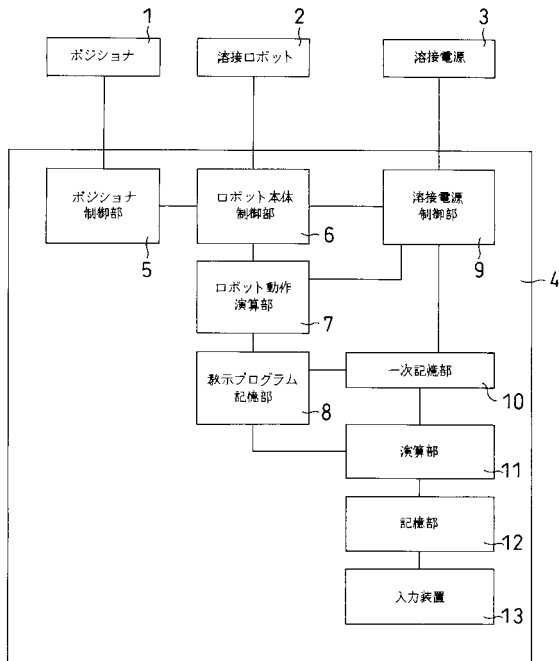 1
2
3
ポジショナ
溶接ロボット
溶接電源
ポジショナ
制御部
5
ロボット本体
制御部
6
溶接電源
制御部
9
4
ロボット動作
演算部
7
教示プログラム
記憶部
8
一次記憶部
10
演算部
11
記憶部
12
入力装置
13